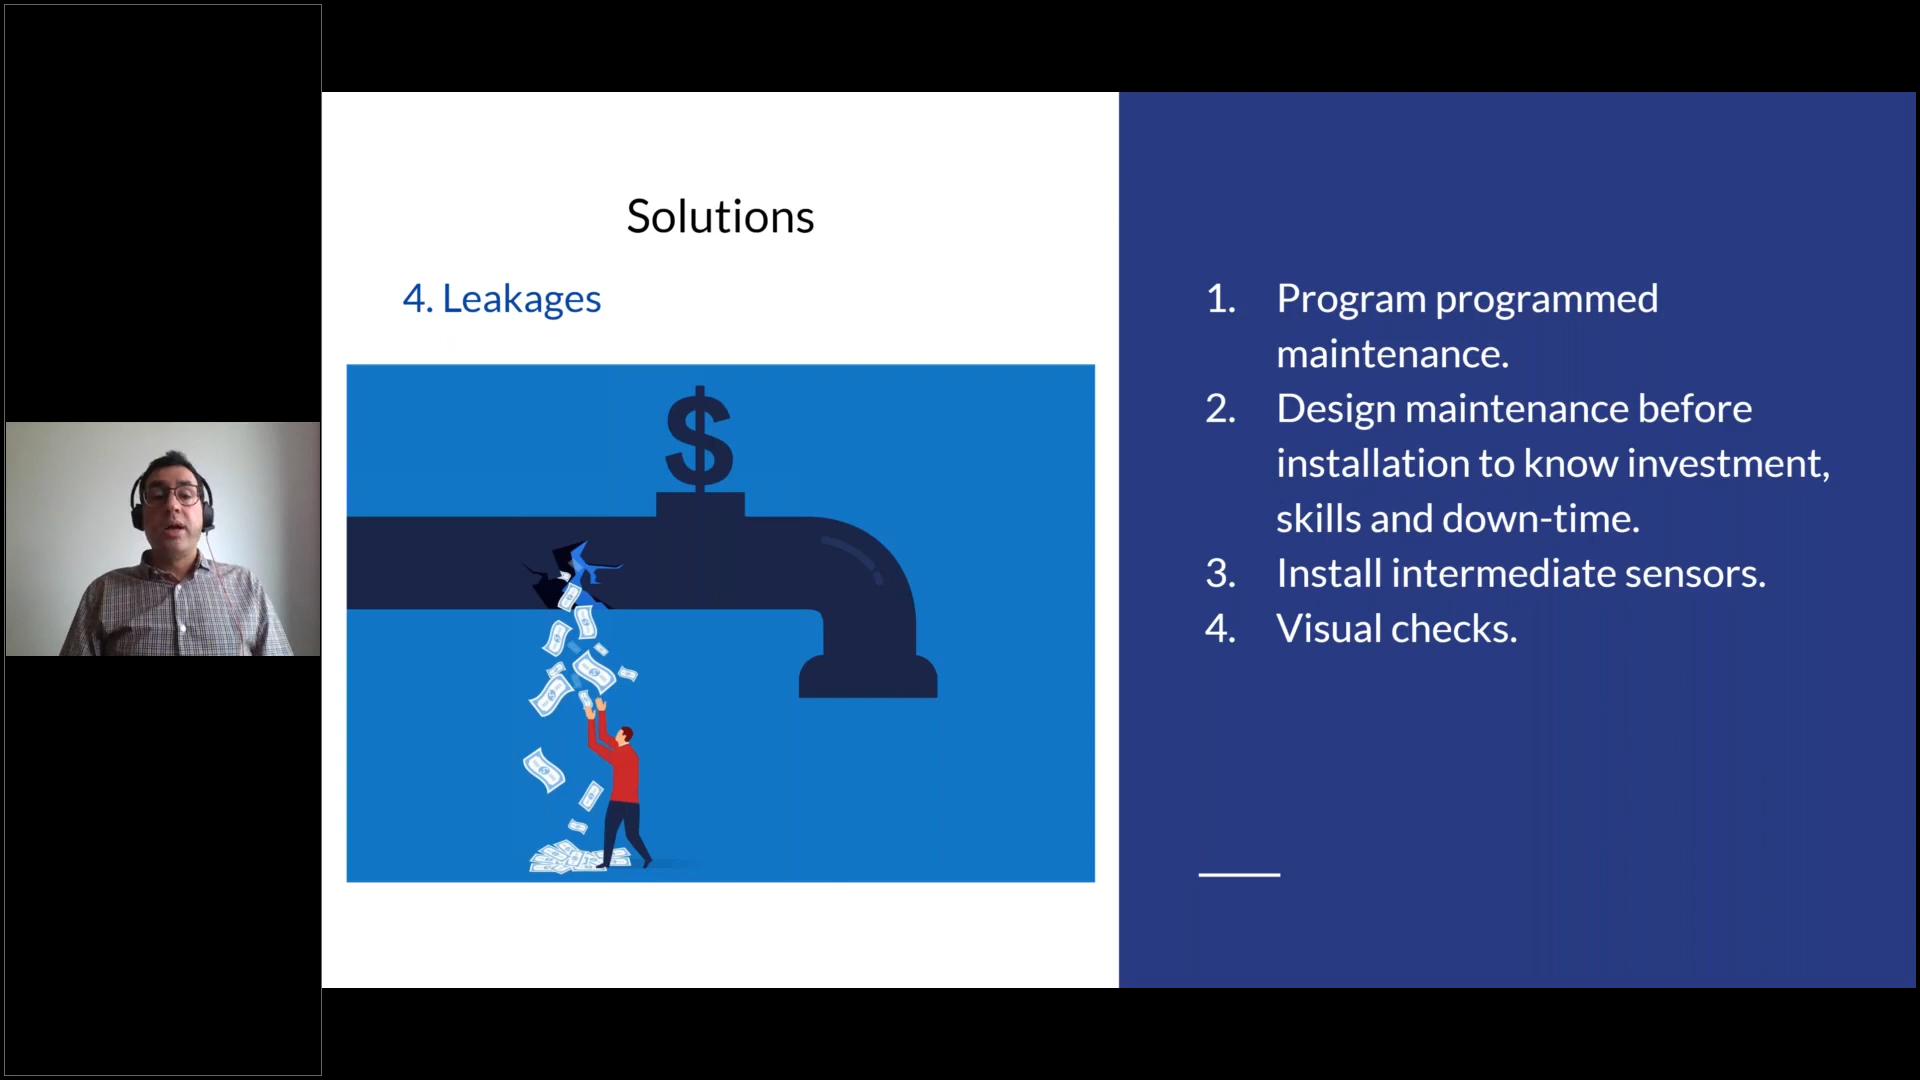 Solutions
4. Leakages
$
1. Program programmed
maintenance.
2. Design maintenance before
installation to know investment,
skills and down-time.
3. Install intermediate sensors.
4. Visual checks.